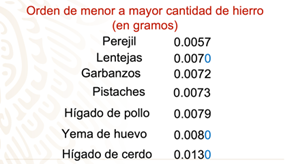 Orden de menor a mayor cantidad de hierro
(en gramos)
Perejil 0.0057
Lentejas 0.0070
Garbanzos 0.0072
Pistaches 0.0073
Hígado de pollo 0.0079
Yema de huevo 0.0080
Hígado de cerdo 0.0130